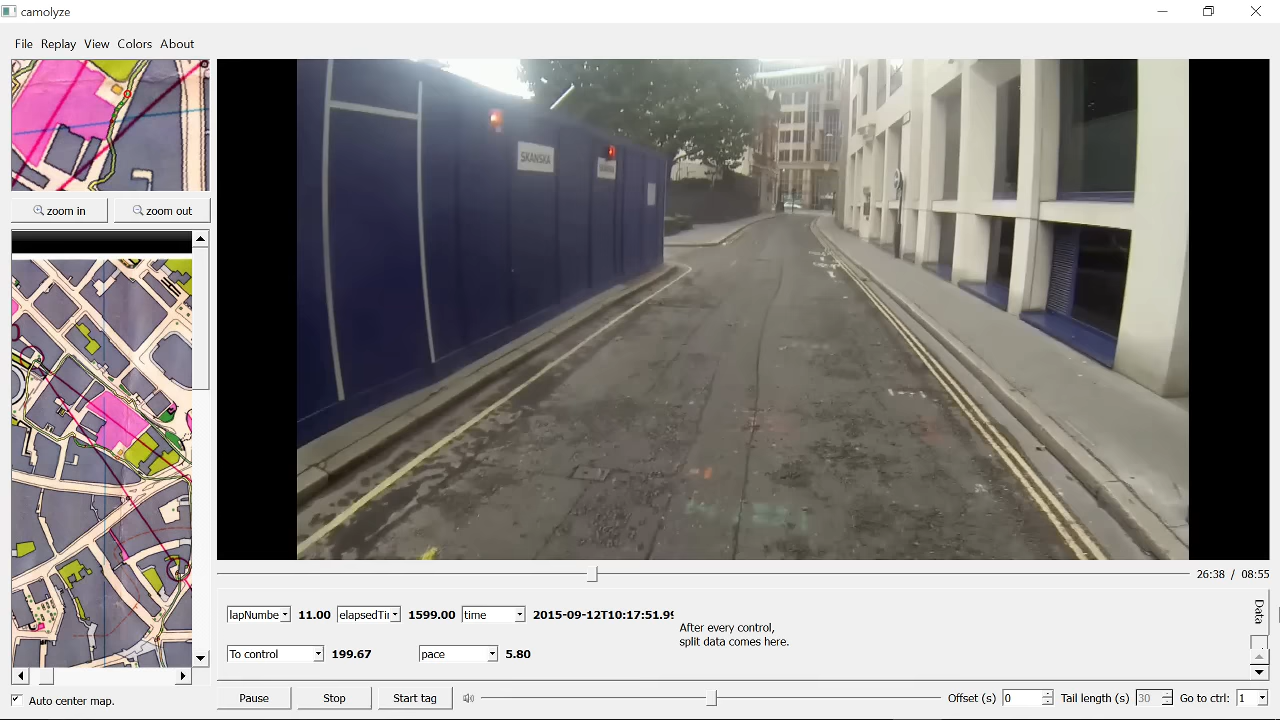 camolyze
File Replay View Colors About
SKANSKA
zoom in zoom out
26:38 / 08:55
lapNumbe 11.00 elapsedTii 1599.00 time 2015-09-12T10:17:51.99
After every control,
split data comes here.
To control 199.67 pace 5.80
Data
Auto center map.
Pause Stop Start tag Offset (s) 0 Tail length (s) 30 Go to ctrl: 1